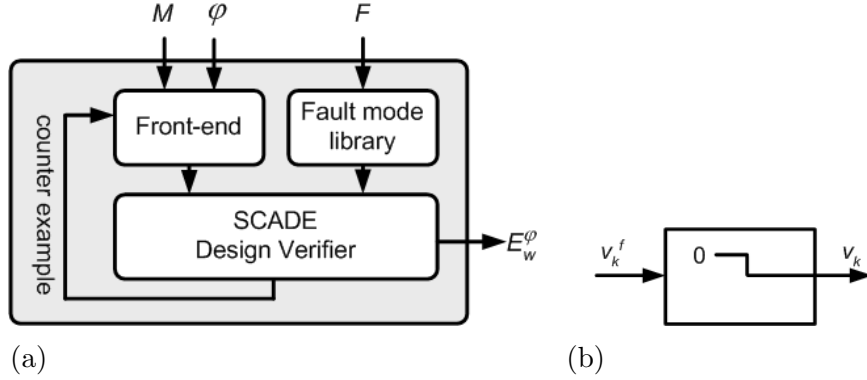 M φ F
Front-end
Fault mode
library
counter example
SCADE
Design Verifier
E_w^φ
v_k^f
0
v_k
(a)
(b)